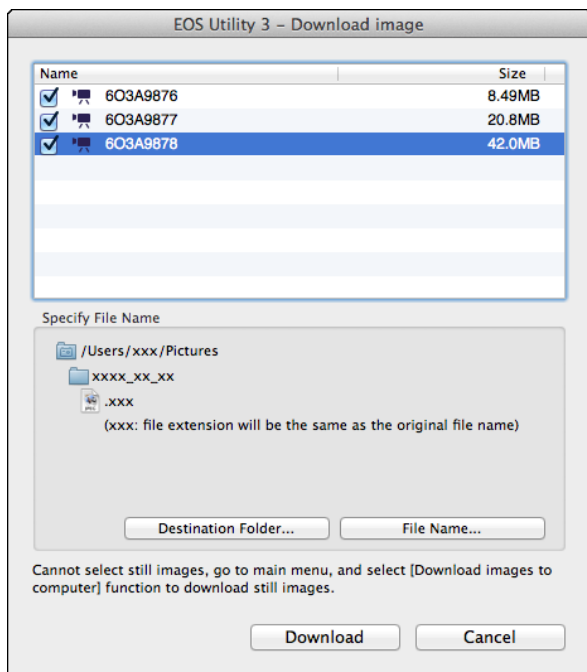 EOS Utility 3 – Download image
Name Size
6O3A9876 8.49MB
6O3A9877 20.8MB
6O3A9878 42.0MB
Specify File Name
/Users/xxx/Pictures
xxxx_xx_xx
.xxx
(xxx: file extension will be the same as the original file name)
Destination Folder... File Name...
Cannot select still images, go to main menu, and select [Download images to
computer] function to download still images.
Download Cancel